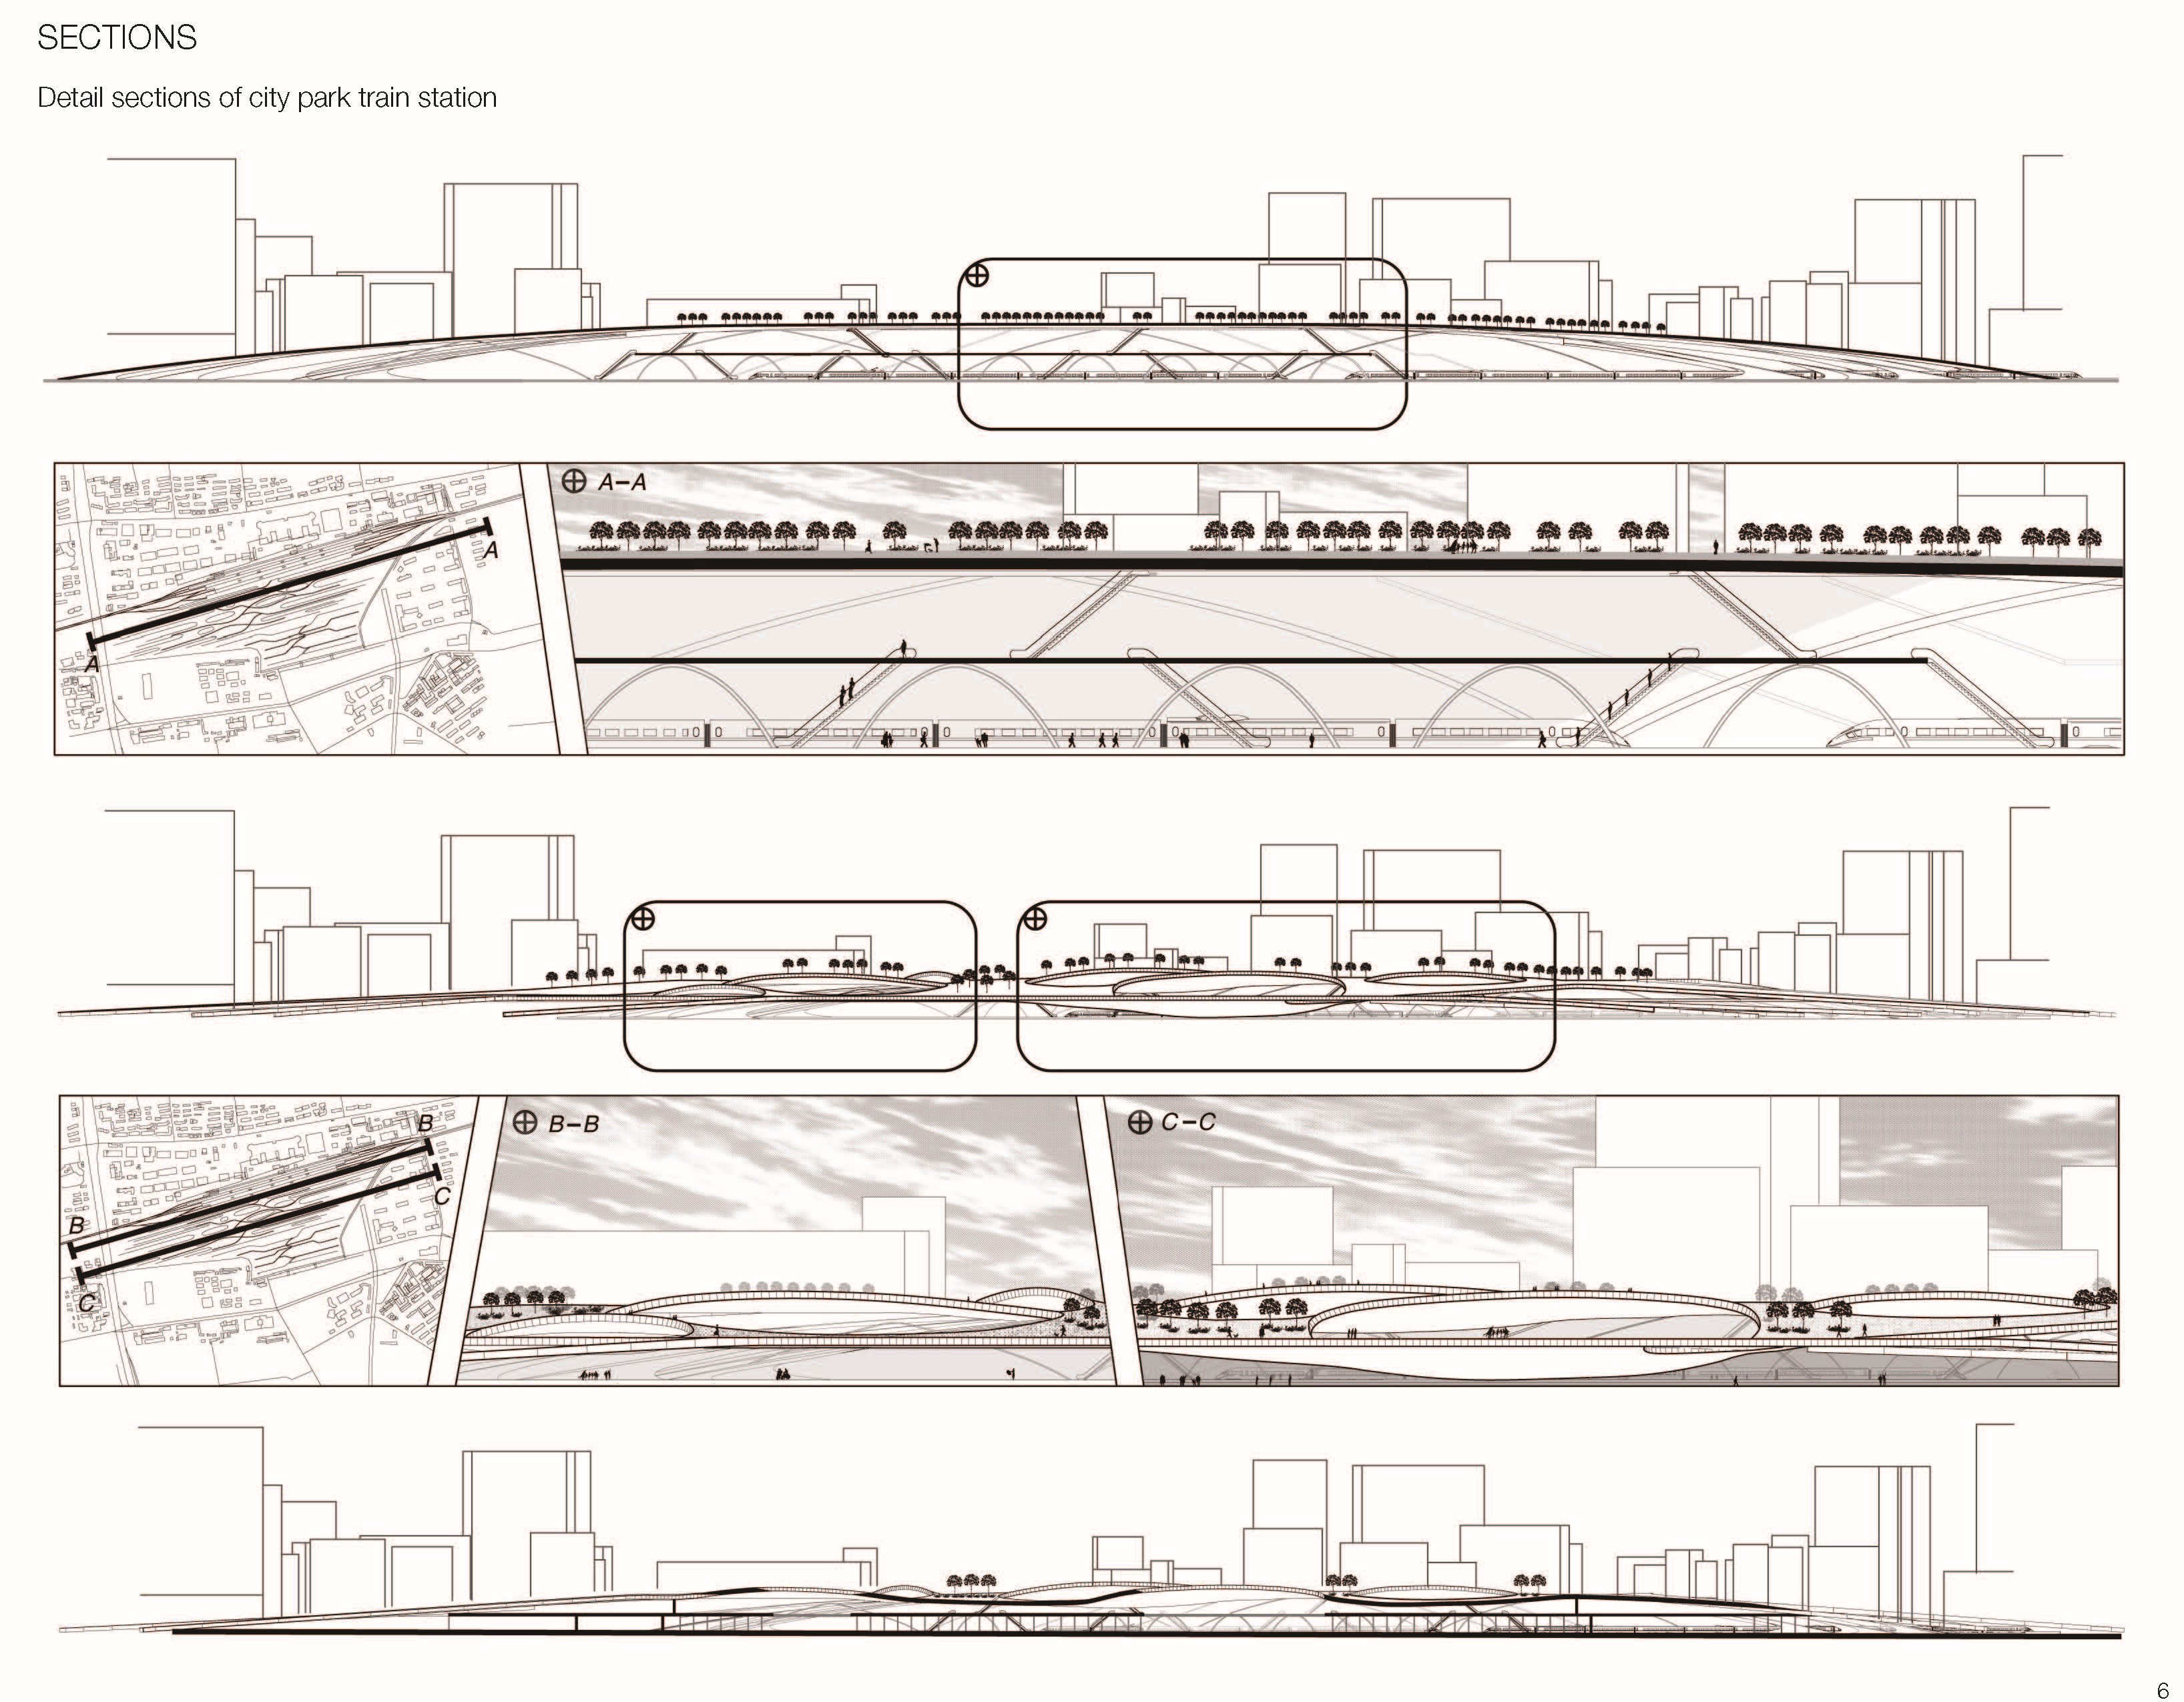 SECTIONS
Detail sections of city park train station
A–A
A
A
B–B
C–C
B
B
C
C
6